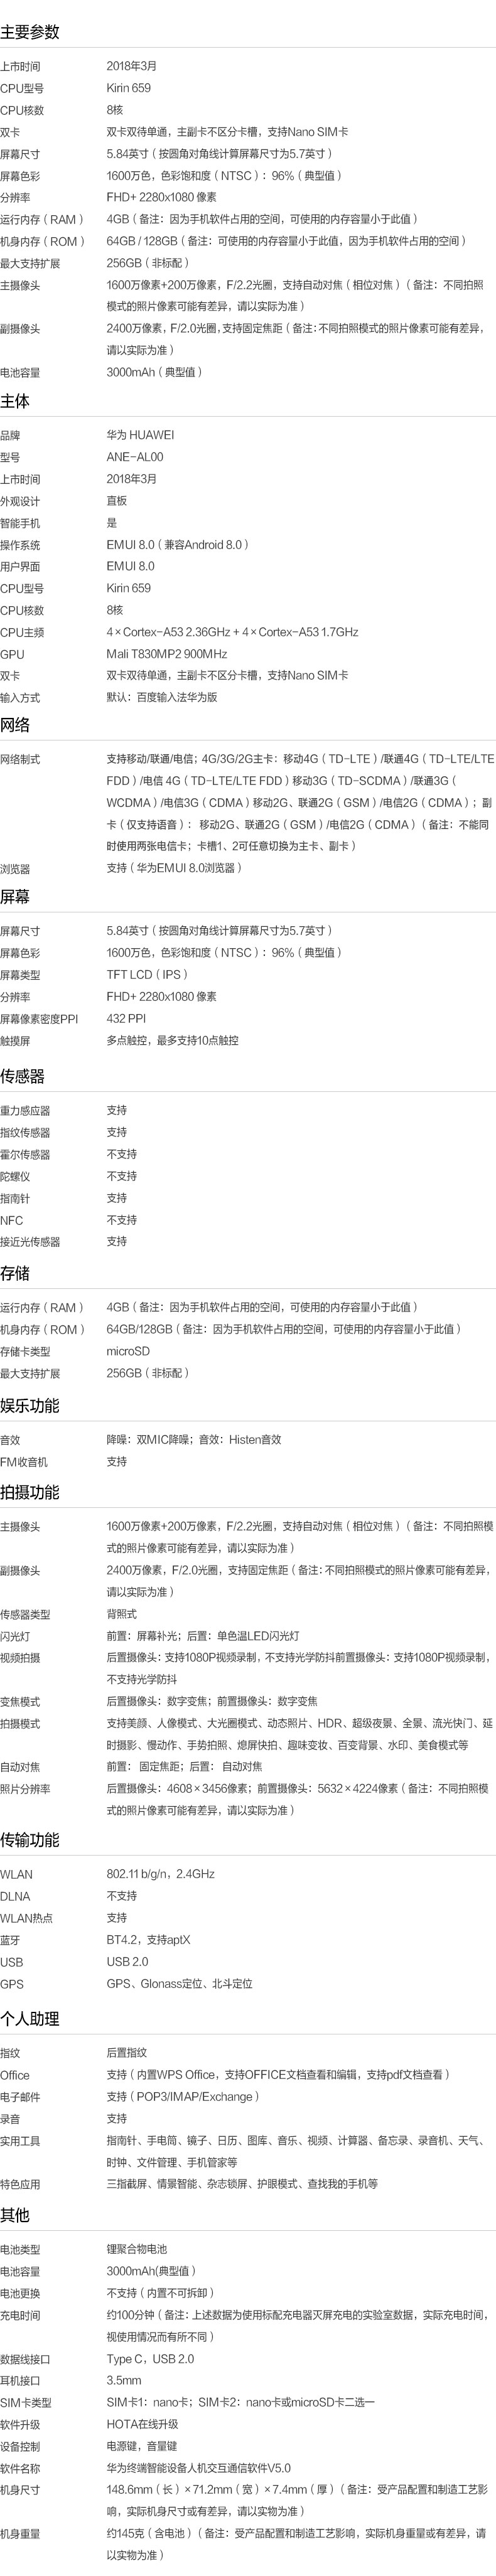 主要参数
上市时间 2018年3月
CPU型号 Kirin 659
CPU核数 8核
双卡 双卡双待单通，主副卡不区分卡槽，支持Nano SIM卡
屏幕尺寸 5.84英寸（按圆角对角线计算屏幕尺寸为5.7英寸）
屏幕色彩 1600万色，色彩饱和度（NTSC）：96%（典型值）
分辨率 FHD+ 2280x1080 像素
运行内存（RAM） 4GB（备注：因为手机软件占用的空间，可使用的内存容量小于此值）
机身内存（ROM） 64GB / 128GB（备注：可使用的内存容量小于此值，因为手机软件占用的空间）
最大支持扩展 256GB（非标配）
主摄像头 1600万像素+200万像素，F/2.2光圈，支持自动对焦（相位对焦）（备注：不同拍照
模式的照片像素可能有差异，请以实际为准）
副摄像头 2400万像素，F/2.0光圈，支持固定焦距（备注：不同拍照模式的照片像素可能有差异，
请以实际为准）
电池容量 3000mAh（典型值）
主体
品牌 华为 HUAWEI
型号 ANE-AL00
上市时间 2018年3月
外观设计 直板
智能手机 是
操作系统 EMUI 8.0（兼容Android 8.0）
用户界面 EMUI 8.0
CPU型号 Kirin 659
CPU核数 8核
CPU主频 4 × Cortex-A53 2.36GHz + 4 × Cortex-A53 1.7GHz
GPU Mali T830MP2 900MHz
双卡 双卡双待单通，主副卡不区分卡槽，支持Nano SIM卡
输入方式 默认：百度输入法华为版
网络
网络制式 支持移动/联通/电信；4G/3G/2G主卡：移动4G（TD-LTE）/联通4G（TD-LTE/LTE
FDD）/电信 4G（TD-LTE/LTE FDD）移动3G（TD-SCDMA）/联通3G（
WCDMA）/电信3G（CDMA）移动2G、联通2G（GSM）/电信2G（CDMA）；副
卡（仅支持语音）： 移动2G、联通2G（GSM）/电信2G（CDMA）（备注：不能同
时使用两张电信卡；卡槽1、2可任意切换为主卡、副卡）
浏览器 支持（华为EMUI 8.0浏览器）
屏幕
屏幕尺寸 5.84英寸（按圆角对角线计算屏幕尺寸为5.7英寸）
屏幕色彩 1600万色，色彩饱和度（NTSC）：96%（典型值）
屏幕类型 TFT LCD（IPS）
分辨率 FHD+ 2280x1080 像素
屏幕像素密度PPI 432 PPI
触摸屏 多点触控，最多支持10点触控
传感器
重力感应器 支持
指纹传感器 支持
霍尔传感器 不支持
陀螺仪 不支持
指南针 支持
NFC 不支持
接近光传感器 支持
存储
运行内存（RAM） 4GB（备注：因为手机软件占用的空间，可使用的内存容量小于此值）
机身内存（ROM） 64GB/128GB（备注：因为手机软件占用的空间，可使用的内存容量小于此值）
存储卡类型 microSD
最大支持扩展 256GB（非标配）
娱乐功能
音效 降噪：双MIC降噪；音效：Histen音效
FM收音机 支持
拍摄功能
主摄像头 1600万像素+200万像素，F/2.2光圈，支持自动对焦（相位对焦）（备注：不同拍照模
式的照片像素可能有差异，请以实际为准）
副摄像头 2400万像素，F/2.0光圈，支持固定焦距（备注：不同拍照模式的照片像素可能有差异，
请以实际为准）
传感器类型 背照式
闪光灯 前置：屏幕补光；后置：单色温LED闪光灯
视频拍摄 后置摄像头：支持1080P视频录制，不支持光学防抖前置摄像头：支持1080P视频录制，
不支持光学防抖
变焦模式 后置摄像头：数字变焦；前置摄像头：数字变焦
拍摄模式 支持美颜、人像模式、大光圈模式、动态照片、HDR、超级夜景、全景、流光快门、延
时摄影、慢动作、手势拍照、熄屏快拍、趣味变妆、百变背景、水印、美食模式等
自动对焦 前置： 固定焦距；后置： 自动对焦
照片分辨率 后置摄像头：4608 × 3456像素；前置摄像头：5632 × 4224像素（备注：不同拍照模
式的照片像素可能有差异，请以实际为准）
传输功能
WLAN 802.11 b/g/n，2.4GHz
DLNA 不支持
WLAN热点 支持
蓝牙 BT4.2，支持aptX
USB USB 2.0
GPS GPS、Glonass定位、北斗定位
个人助理
指纹 后置指纹
Office 支持（内置WPS Office，支持OFFICE文档查看和编辑，支持pdf文档查看）
电子邮件 支持（POP3/IMAP/Exchange）
录音 支持
实用工具 指南针、手电筒、镜子、日历、图库、音乐、视频、计算器、备忘录、录音机、天气、
时钟、文件管理、手机管家等
特色应用 三指截屏、情景智能、杂志锁屏、护眼模式、查找我的手机等
其他
电池类型 锂聚合物电池
电池容量 3000mAh(典型值）
电池更换 不支持（内置不可拆卸）
充电时间 约100分钟（备注：上述数据为使用标配充电器灭屏充电的实验室数据，实际充电时间，
视使用情况而有所不同）
数据线接口 Type C，USB 2.0
耳机接口 3.5mm
SIM卡类型 SIM卡1：nano卡；SIM卡2：nano卡或microSD卡二选一
软件升级 HOTA在线升级
设备控制 电源键，音量键
软件名称 华为终端智能设备人机交互通信软件V5.0
机身尺寸 148.6mm（长）× 71.2mm（宽）× 7.4mm（厚）（备注：受产品配置和制造工艺影
响，实际机身尺寸或有差异，请以实物为准）
机身重量 约145克（含电池）（备注：受产品配置和制造工艺影响，实际机身重量或有差异，请
以实物为准）